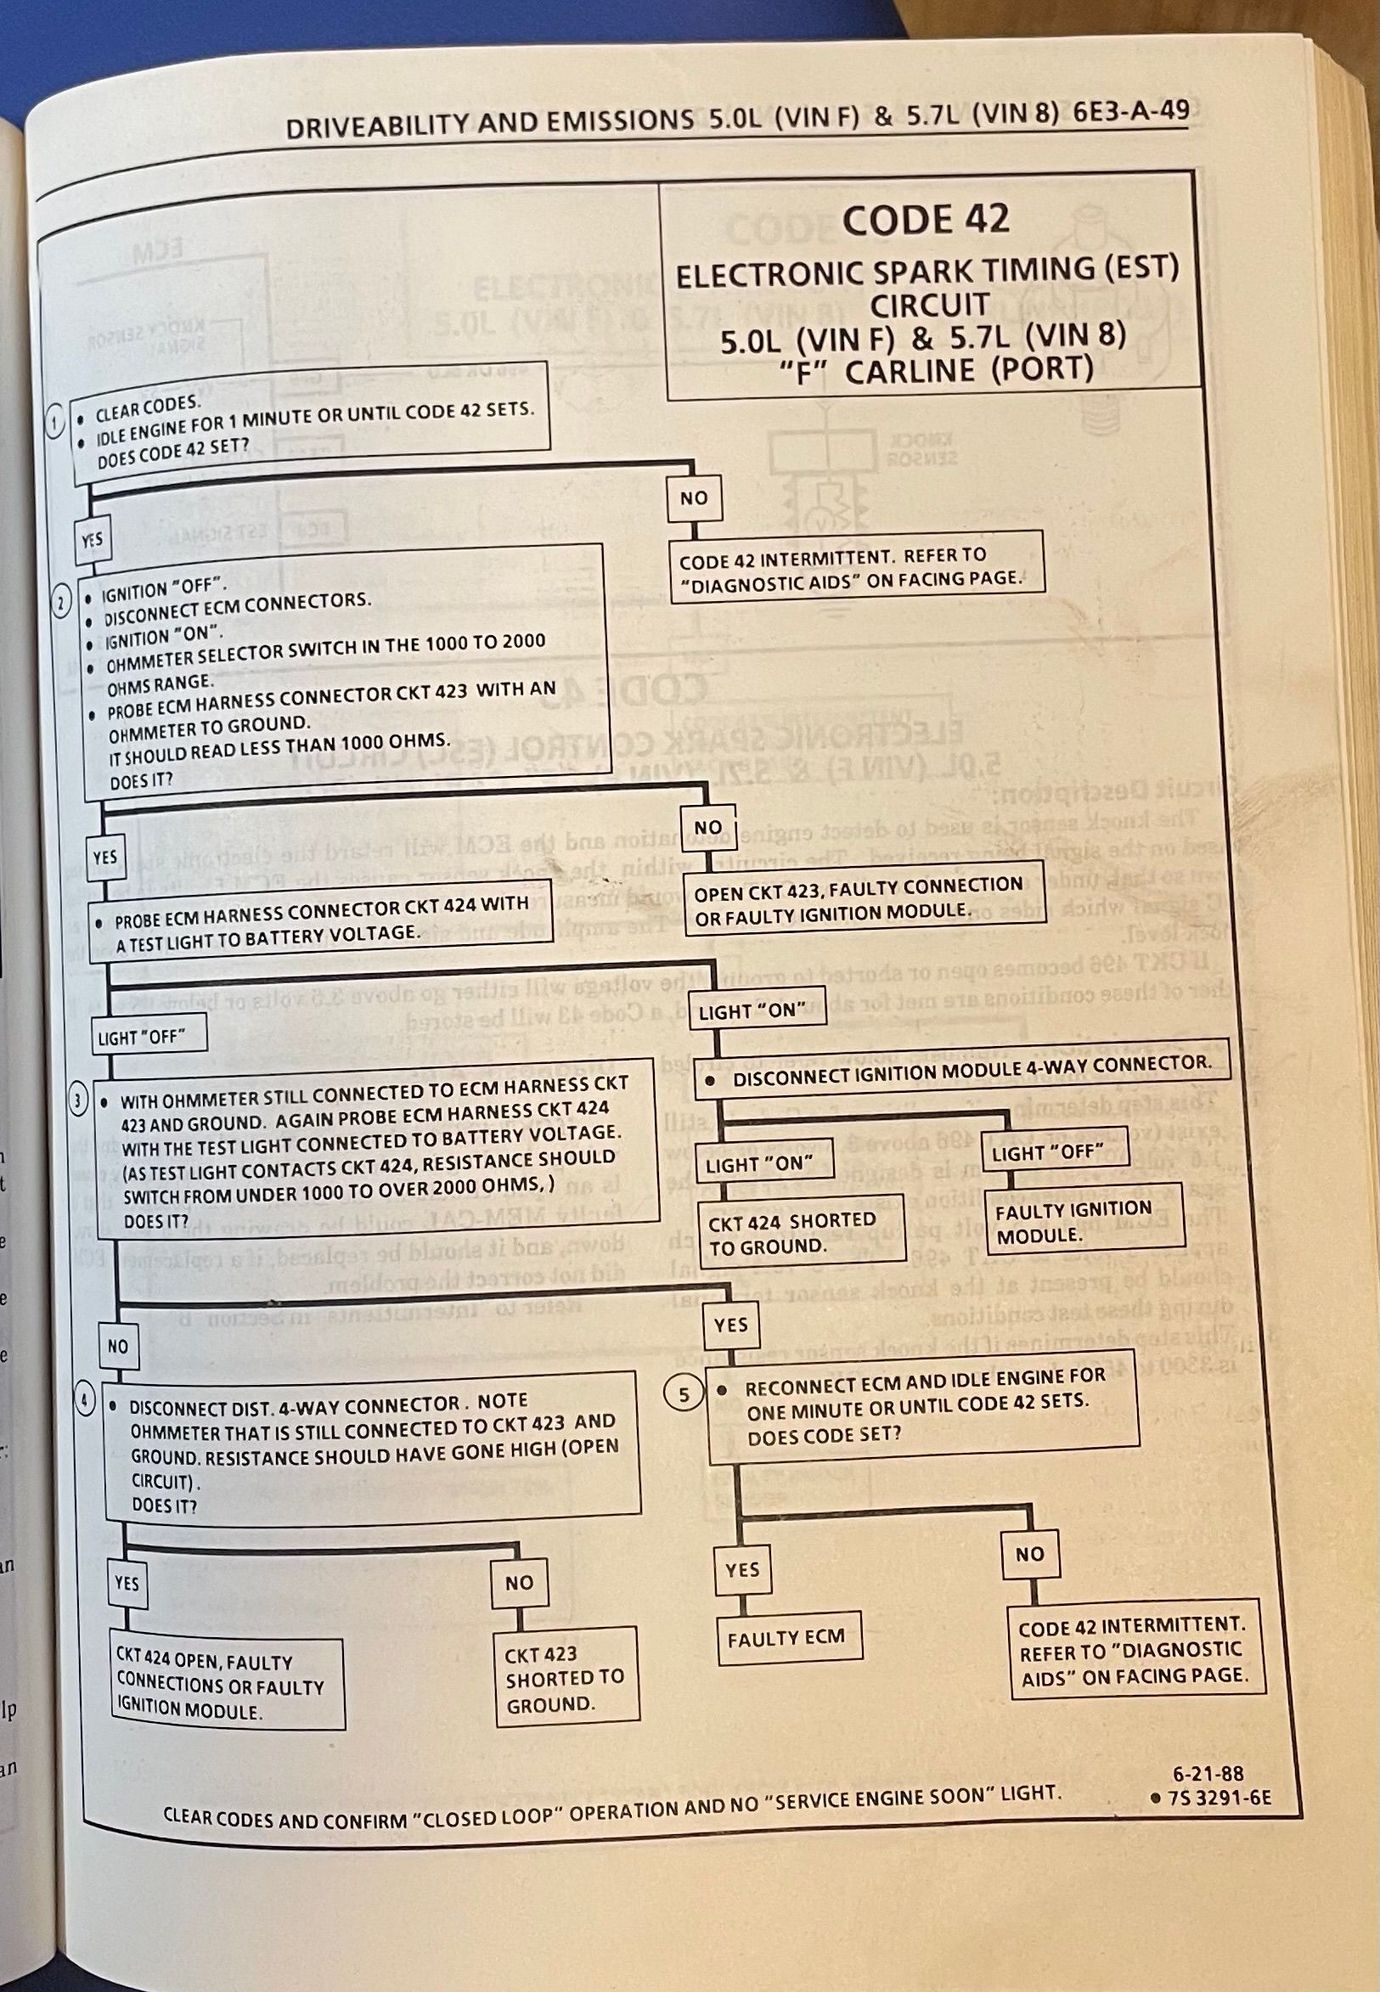 DRIVEABILITY AND EMISSIONS 5.0L (VIN F) & 5.7L (VIN 8) 6E3-A-49
CODE 42
ELECTRONIC SPARK TIMING (EST)
CIRCUIT
5.0L (VIN F) & 5.7L (VIN 8)
"F" CARLINE (PORT)
1
• CLEAR CODES.
• IDLE ENGINE FOR 1 MINUTE OR UNTIL CODE 42 SETS.
DOES CODE 42 SET?
YES
NO
CODE 42 INTERMITTENT. REFER TO
"DIAGNOSTIC AIDS" ON FACING PAGE.
2
• IGNITION "OFF".
• DISCONNECT ECM CONNECTORS.
• IGNITION "ON".
• OHMMETER SELECTOR SWITCH IN THE 1000 TO 2000
OHMS RANGE.
• PROBE ECM HARNESS CONNECTOR CKT 423 WITH AN
OHMMETER TO GROUND.
IT SHOULD READ LESS THAN 1000 OHMS.
DOES IT?
YES
NO
OPEN CKT 423, FAULTY CONNECTION
OR FAULTY IGNITION MODULE.
• PROBE ECM HARNESS CONNECTOR CKT 424 WITH
A TEST LIGHT TO BATTERY VOLTAGE.
LIGHT "OFF"
LIGHT "ON"
• DISCONNECT IGNITION MODULE 4-WAY CONNECTOR.
LIGHT "ON"
LIGHT "OFF"
CKT 424 SHORTED
TO GROUND.
FAULTY IGNITION
MODULE.
3
• WITH OHMMETER STILL CONNECTED TO ECM HARNESS CKT
423 AND GROUND. AGAIN PROBE ECM HARNESS CKT 424
WITH THE TEST LIGHT CONNECTED TO BATTERY VOLTAGE.
(AS TEST LIGHT CONTACTS CKT 424, RESISTANCE SHOULD
SWITCH FROM UNDER 1000 TO OVER 2000 OHMS,)
DOES IT?
NO
YES
4
• DISCONNECT DIST. 4-WAY CONNECTOR. NOTE
OHMMETER THAT IS STILL CONNECTED TO CKT 423 AND
GROUND. RESISTANCE SHOULD HAVE GONE HIGH (OPEN
CIRCUIT).
DOES IT?
5
• RECONNECT ECM AND IDLE ENGINE FOR
ONE MINUTE OR UNTIL CODE 42 SETS.
DOES CODE SET?
YES
NO
YES
NO
CKT 424 OPEN, FAULTY
CONNECTIONS OR FAULTY
IGNITION MODULE.
CKT 423
SHORTED TO
GROUND.
FAULTY ECM
CODE 42 INTERMITTENT.
REFER TO "DIAGNOSTIC
AIDS" ON FACING PAGE.
CLEAR CODES AND CONFIRM "CLOSED LOOP" OPERATION AND NO "SERVICE ENGINE SOON" LIGHT.
6-21-88
• 7S 3291-6E